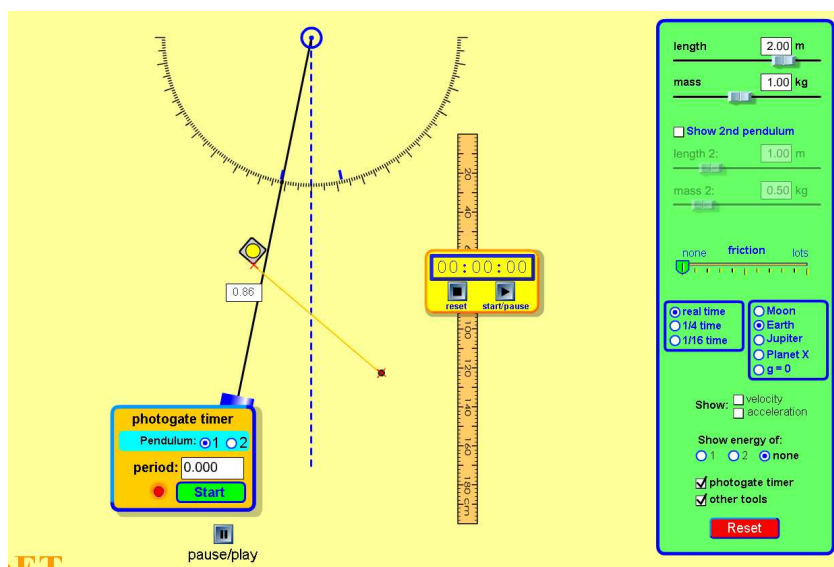 length 2.00 m
mass 1.00 kg
Show 2nd pendulum
length 2: 1.00 m
mass 2: 0.50 kg
none friction lots
real time
1/4 time
1/16 time
Moon
Earth
Jupiter
Planet X
g = 0
Show: velocity
acceleration
Show energy of:
1 2 none
photogate timer
other tools
Reset
20
40
00:00:00
reset start/pause
100
120
140
160
180 cm
0.86
photogate timer
Pendulum: 1 2
period: 0.000
Start
pause/play